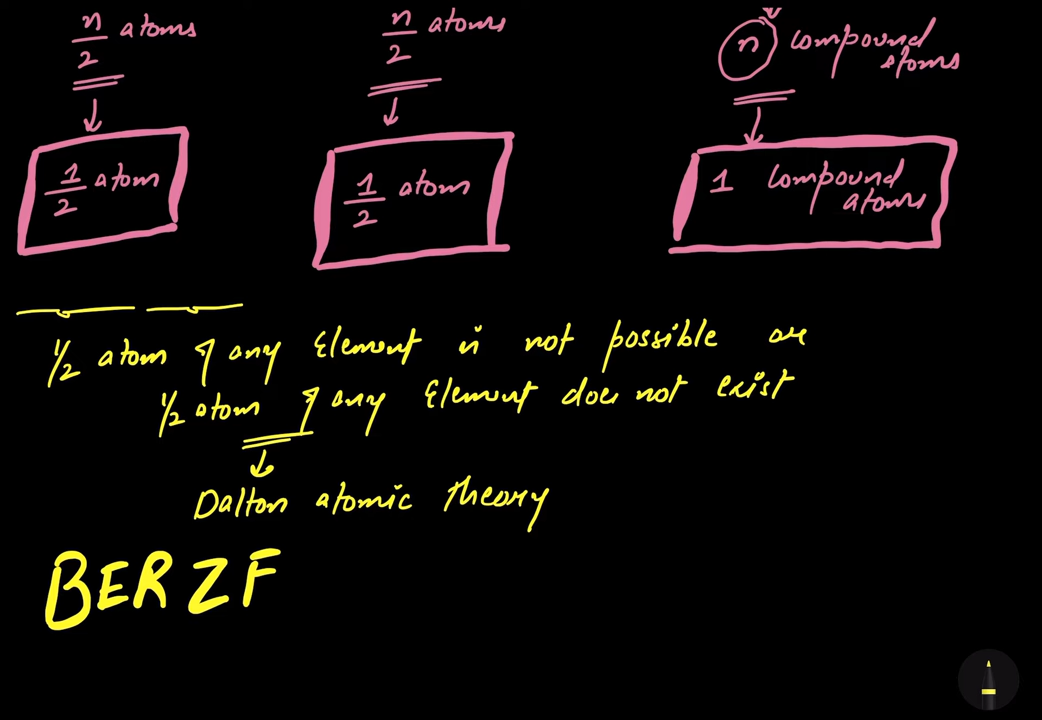 n/2 atoms
n/2 atoms
n compound atoms
1/2 atom
1/2 atom
1 compound atoms
1/2 atom of any Element is not possible or
1/2 atom of any Element does not exist
Dalton atomic theory
BERZF